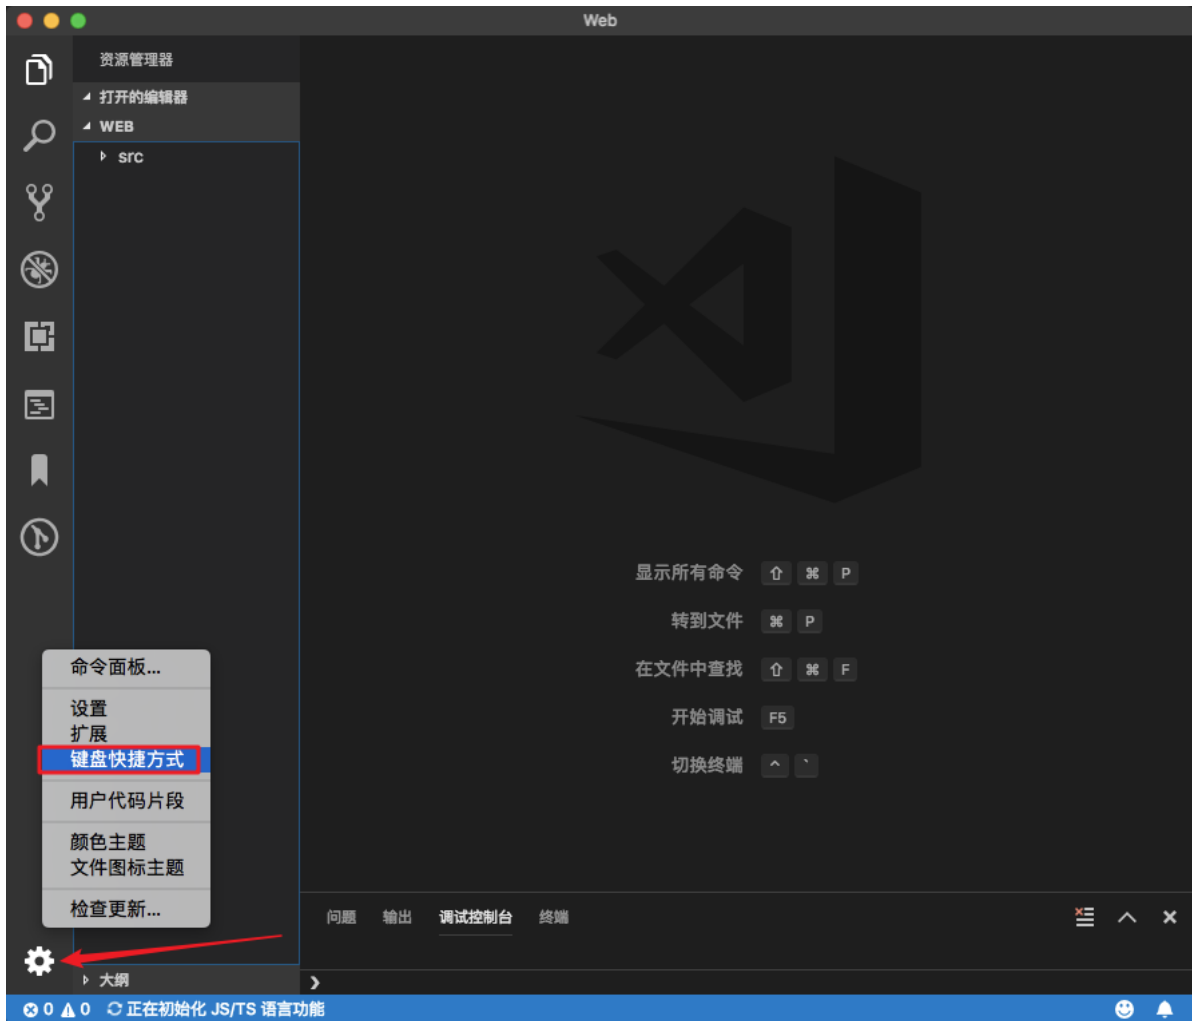 Web
资源管理器
打开的编辑器
WEB
src
显示所有命令 ⇧ ⌘ P
转到文件 ⌘ P
在文件中查找 ⇧ ⌘ F
开始调试 F5
切换终端 ^ `
命令面板...
设置
扩展
键盘快捷方式
用户代码片段
颜色主题
文件图标主题
检查更新...
问题 输出 调试控制台 终端
大纲
0 0 正在初始化 JS/TS 语言功能